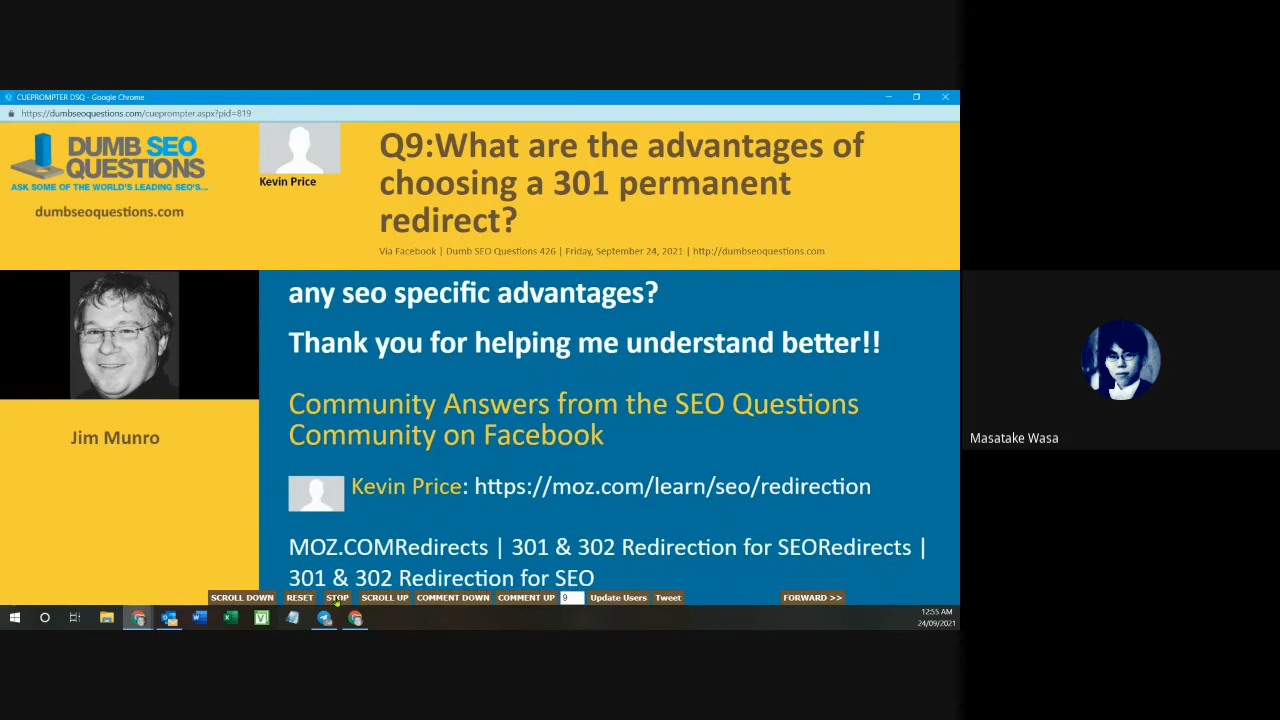 CUEPROMPTER DSQ - Google Chrome
https://dumbseoquestions.com/cueprompter.aspx?pid=819
DUMB SEO
QUESTIONS
ASK SOME OF THE WORLD'S LEADING SEO'S...
dumbseoquestions.com
Kevin Price
Q9:What are the advantages of
choosing a 301 permanent
redirect?
Via Facebook | Dumb SEO Questions 426 | Friday, September 24, 2021 | http://dumbseoquestions.com
Jim Munro
any seo specific advantages?
Thank you for helping me understand better!!
Community Answers from the SEO Questions
Community on Facebook
Kevin Price: https://moz.com/learn/seo/redirection
MOZ.COMRedirects | 301 & 302 Redirection for SEORedirects |
301 & 302 Redirection for SEO
SCROLL DOWN RESET STOP SCROLL UP COMMENT DOWN COMMENT UP 9 Update Users Tweet FORWARD >>
12:55 AM
24/09/2021
Masatake Wasa